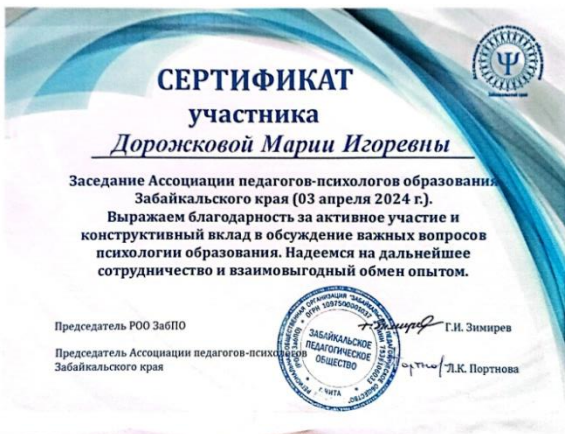 СЕРТИФИКАТ
участника
Дорожковой Марии Игоревны
Заседание Ассоциации педагогов-психологов образования
Забайкальского края (03 апреля 2024 г.).
Выражаем благодарность за активное участие и
конструктивный вклад в обсуждение важных вопросов
психологии образования. Надеемся на дальнейшее
сотрудничество и взаимовыгодный обмен опытом.
Председатель РОО ЗабПО
Г.И. Зимирев
Председатель Ассоциации педагогов-психологов
Забайкальского края
Л.К. Портнова
ЗАБАЙКАЛЬСКОЕ
ПЕДАГОГИЧЕСКОЕ
ОБЩЕСТВО
г. ЧИТА
Ψ